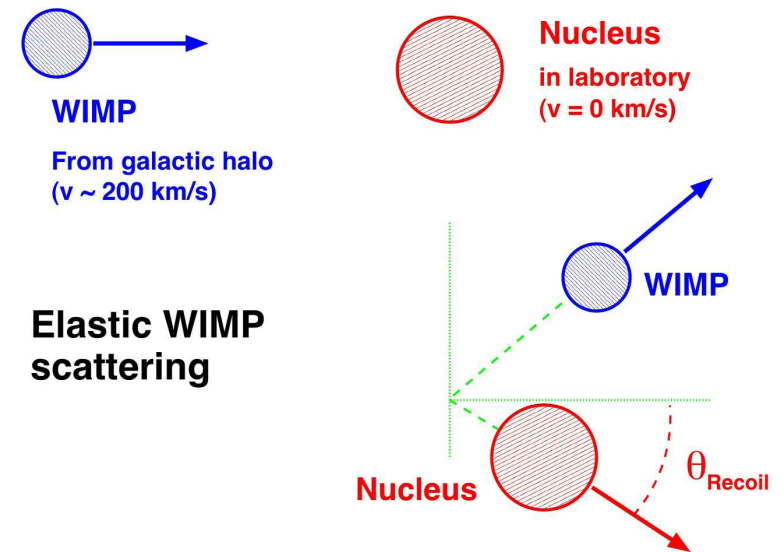 WIMP
From galactic halo
(v ~ 200 km/s)
Nucleus
in laboratory
(v = 0 km/s)
Elastic WIMP
scattering
WIMP
Nucleus
θRecoil